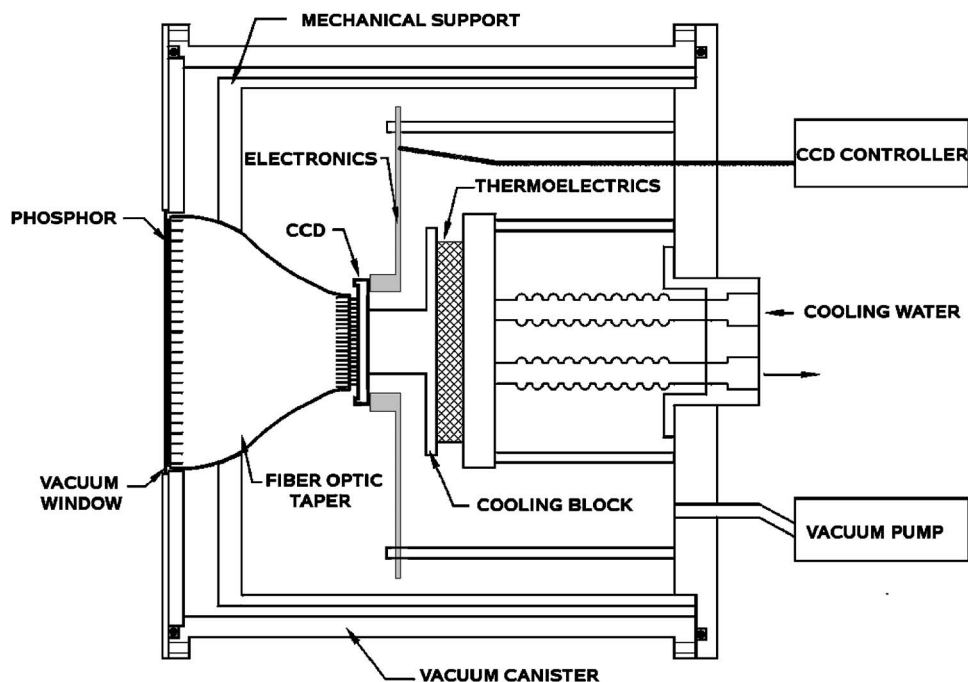 MECHANICAL SUPPORT
CCD CONTROLLER
ELECTRONICS
THERMOELECTRICS
PHOSPHOR
CCD
COOLING WATER
VACUUM
WINDOW
FIBER OPTIC
TAPER
COOLING BLOCK
VACUUM PUMP
VACUUM CANISTER